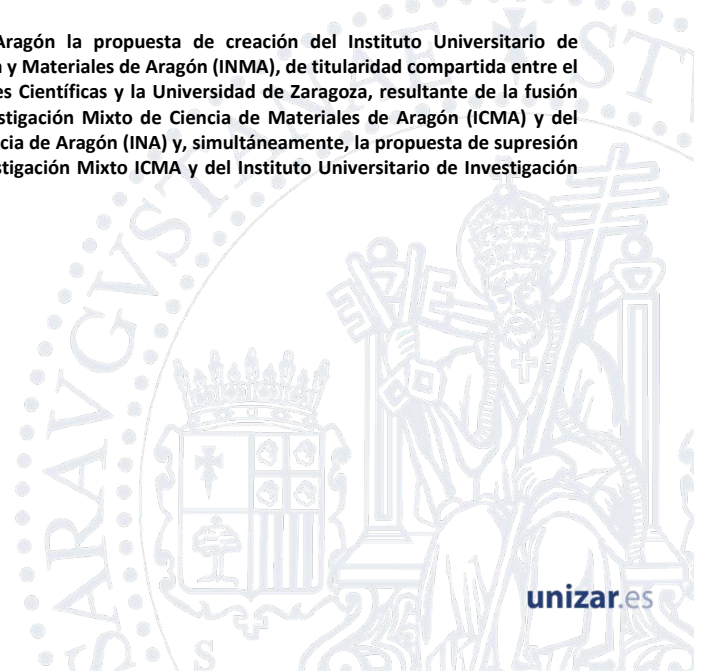 Aragón la propuesta de creación del Instituto Universitario de
y Materiales de Aragón (INMA), de titularidad compartida entre el
es Científicas y la Universidad de Zaragoza, resultante de la fusión
stigación Mixto de Ciencia de Materiales de Aragón (ICMA) y del
cia de Aragón (INA) y, simultáneamente, la propuesta de supresión
stigación Mixto ICMA y del Instituto Universitario de Investigación
unizar.es